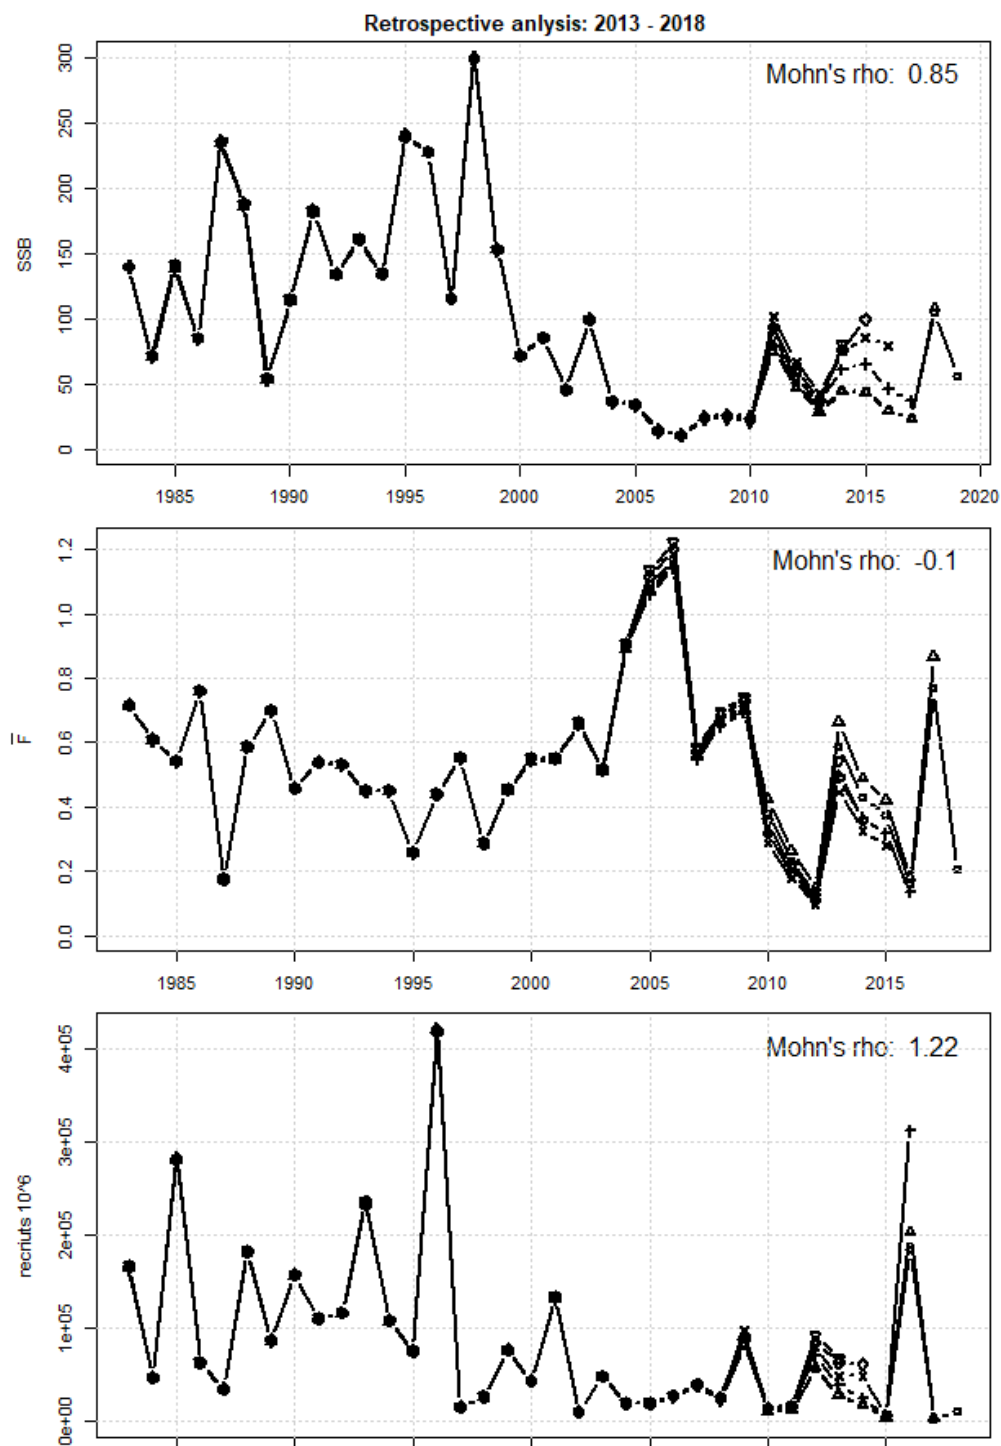 Retrospective anlysis: 2013 - 2018
Mohn's rho: 0.85
SSB
300
250
200
150
100
50
0
1985 1990 1995 2000 2005 2010 2015 2020
Mohn's rho: -0.1
F
1.2
1.0
0.8
0.6
0.4
0.2
0.0
1985 1990 1995 2000 2005 2010 2015
Mohn's rho: 1.22
recriuts 10^6
4e+05
3e+05
2e+05
1e+05
0e+00